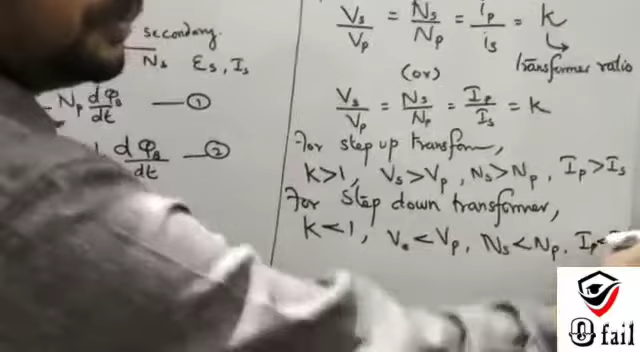 secondary.
Ns Es, Is
- Np dφB/dt — ①
dφB/dt — ②
Vs/Vp = Ns/Np = ip/is = k
transformer ratio
(or)
Vs/Vp = Ns/Np = Ip/Is = k
For step up transform,
k>1, Vs>Vp, Ns>Np, Ip>Is
For step down transformer,
k<1, Vs<Vp, Ns<Np, Ip<
0 fail